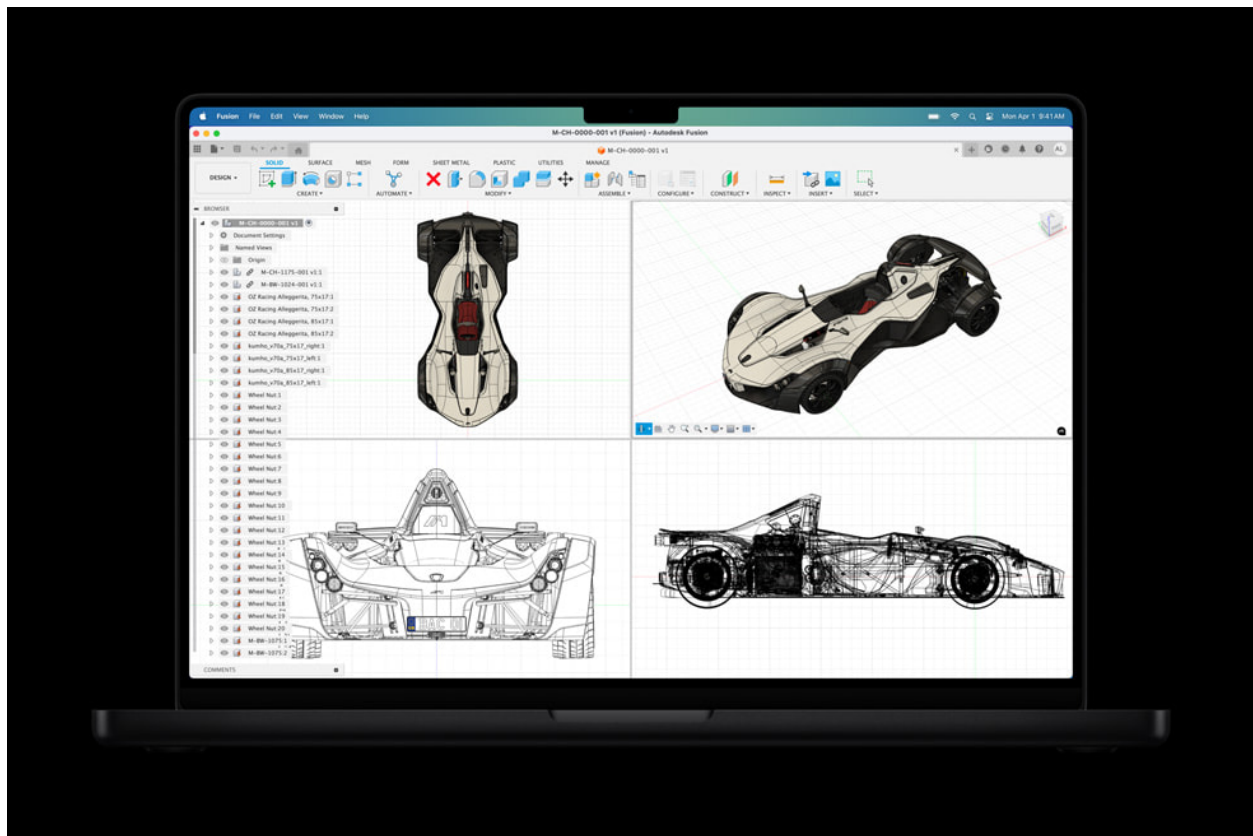 Fusion File Edit View Window Help Mon Apr 1 9:41 AM
M-CH-0000-001 v1 (Fusion) - Autodesk Fusion
M-CH-0000-001 v1
AL
DESIGN
SOLID SURFACE MESH FORM SHEET METAL PLASTIC UTILITIES MANAGE
CREATE AUTOMATE MODIFY ASSEMBLE CONFIGURE CONSTRUCT INSPECT INSERT SELECT
BROWSER
M-CH-0000-001 v1
Document Settings
Named Views
Origin
M-CH-1175-001 v1:1
M-BW-1024-001 v1:1
OZ Racing Alleggerita, 75x17:1
OZ Racing Alleggerita, 75x17:2
OZ Racing Alleggerita, 85x17:1
OZ Racing Alleggerita, 85x17:2
kumho_v70a_75x17_right:1
kumho_v70a_75x17_left:1
kumho_v70a_85x17_right:1
kumho_v70a_85x17_left:1
Wheel Nut:1
Wheel Nut:2
Wheel Nut:3
Wheel Nut:4
Wheel Nut:5
Wheel Nut:6
Wheel Nut:7
Wheel Nut:8
Wheel Nut:9
Wheel Nut:10
Wheel Nut:11
Wheel Nut:12
Wheel Nut:13
Wheel Nut:14
Wheel Nut:15
Wheel Nut:16
Wheel Nut:17
Wheel Nut:18
Wheel Nut:19
Wheel Nut:20
M-BW-1075:1
M-BW-1075:2
COMMENTS